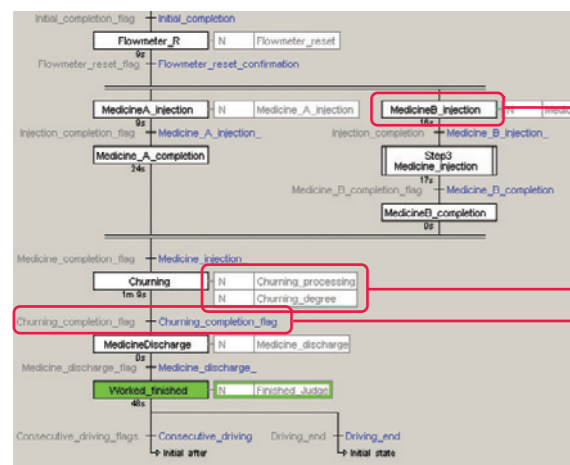 Initial_completion_flag Initial_completion
Flowmeter_R N Flowmeter_reset
9s
Flowmeter_reset_flag Flowmeter_reset_confirmation
MedicineA_injection N Medicine_A_injection MedicineB_injection N
9s 16s
Injection_completion_flag Medicine_A_injection_ Injection_completion Medicine_B_injection_
Medicine_A_completion Step3
24s Medicine_injection
17s
Medicine_B_completion_flag Medicine_B_completion
MedicineB_completion
0s
Medicine_completion_flag Medicine_injection_
Churning N Churning_processing
1m 9s N Churning_degree
Churning_completion_flag Churning_completion_flag
MedicineDischarge N Medicine_discharge
0s
Medicine_discharge_flag Medicine_discharge_
Worked_finished N Finished_Judge
48s
Consecutive_driving_flags Consecutive_driving Driving_end Driving_end
Initial after Initial state